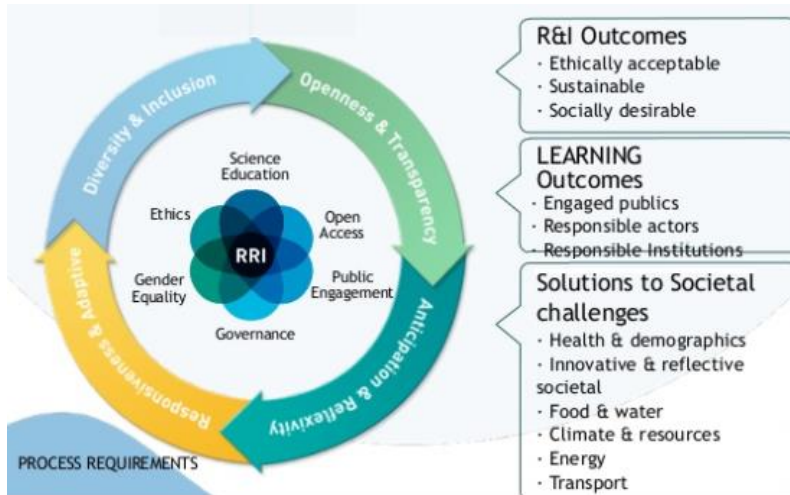 Diversity & Inclusion
Openness & Transparency
Anticipation & Reflexivity
Responsiveness & Adaptive
Science
Education
Ethics
Open
Access
RRI
Gender
Equality
Public
Engagement
Governance
PROCESS REQUIREMENTS
R&I Outcomes
· Ethically acceptable
· Sustainable
· Socially desirable
LEARNING
Outcomes
· Engaged publics
· Responsible actors
· Responsible Institutions
Solutions to Societal
challenges
· Health & demographics
· Innovative & reflective
societal
· Food & water
· Climate & resources
· Energy
· Transport